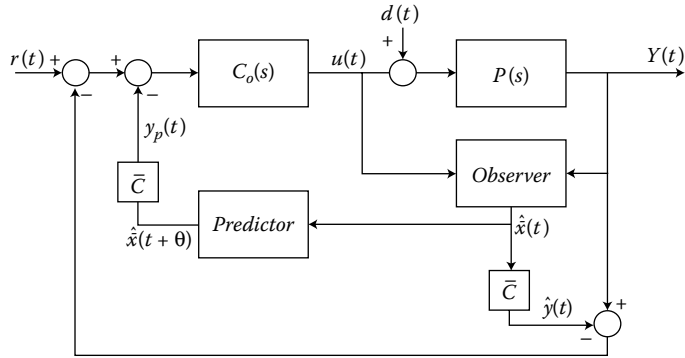 d(t)
r(t) + + C_o(s) u(t) + P(s) Y(t)
− −
y_p(t)
C̄ Observer
Predictor
x̄̂(t + θ) x̄̂(t)
C̄ ŷ(t) +
−